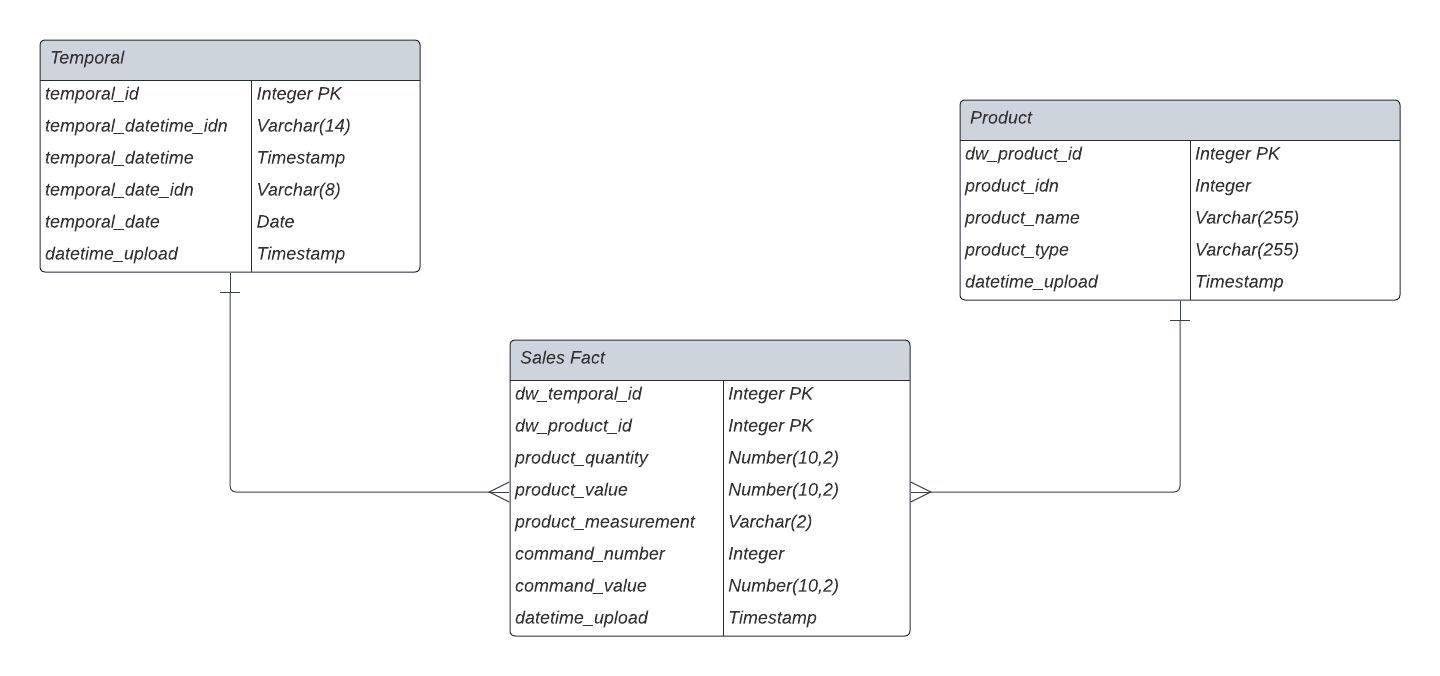 Temporal
temporal_id Integer PK
temporal_datetime_idn Varchar(14)
temporal_datetime Timestamp
temporal_date_idn Varchar(8)
temporal_date Date
datetime_upload Timestamp
Product
dw_product_id Integer PK
product_idn Integer
product_name Varchar(255)
product_type Varchar(255)
datetime_upload Timestamp
Sales Fact
dw_temporal_id Integer PK
dw_product_id Integer PK
product_quantity Number(10,2)
product_value Number(10,2)
product_measurement Varchar(2)
command_number Integer
command_value Number(10,2)
datetime_upload Timestamp